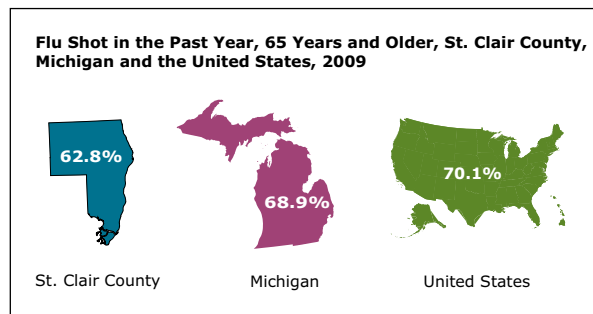 Flu Shot in the Past Year, 65 Years and Older, St. Clair County,
Michigan and the United States, 2009
62.8%
68.9%
70.1%
St. Clair County
Michigan
United States